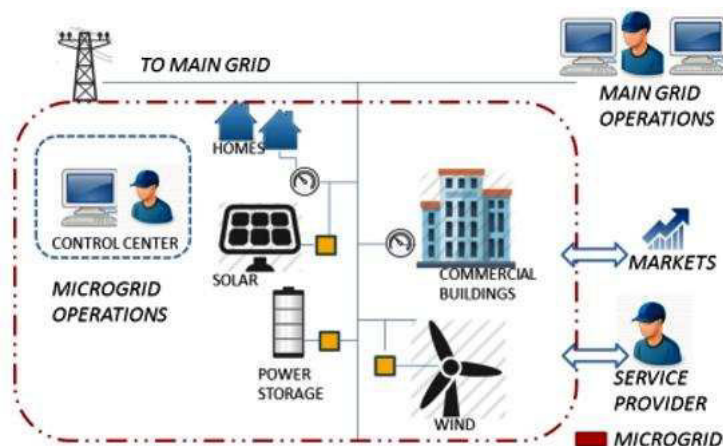 TO MAIN GRID
MAIN GRID
OPERATIONS
HOMES
CONTROL CENTER
SOLAR
COMMERCIAL
BUILDINGS
MARKETS
MICROGRID
OPERATIONS
POWER
STORAGE
WIND
SERVICE
PROVIDER
MICROGRID